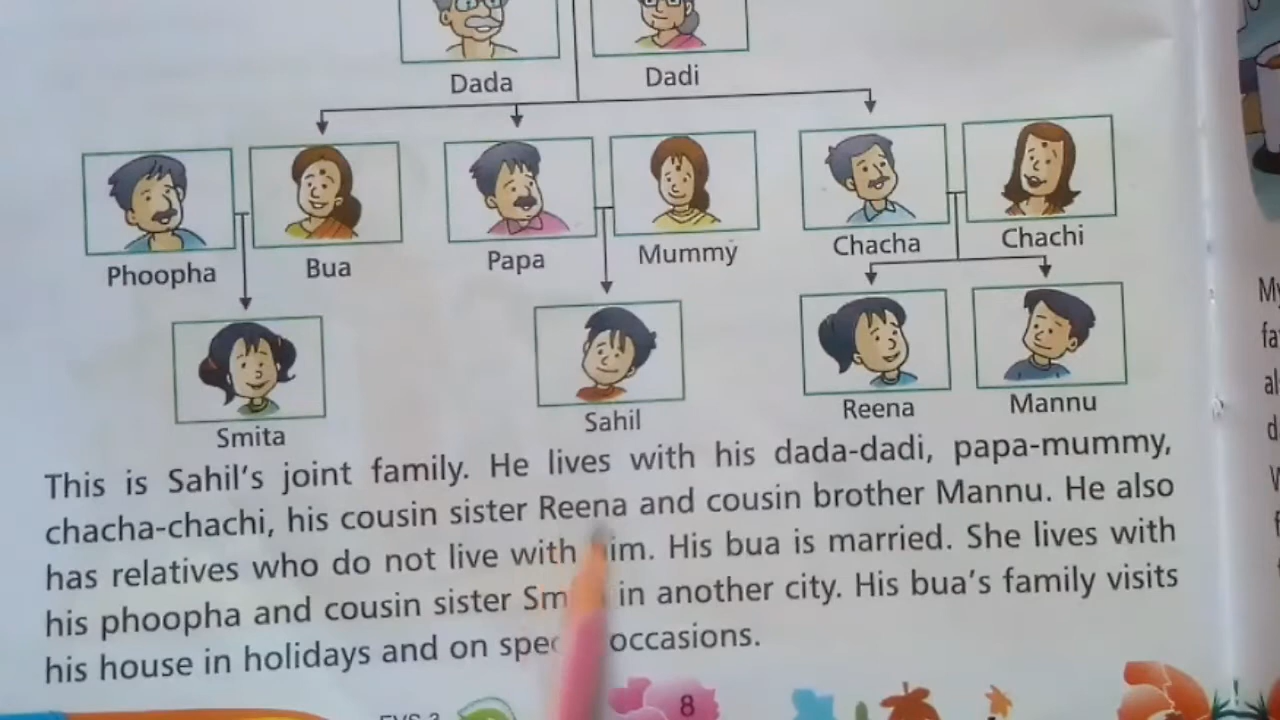 Dada Dadi
Phoopha Bua Papa Mummy Chacha Chachi
Smita Sahil Reena Mannu
This is Sahil's joint family. He lives with his dada-dadi, papa-mummy,
chacha-chachi, his cousin sister Reena and cousin brother Mannu. He also
has relatives who do not live with im. His bua is married. She lives with
his phoopha and cousin sister Sm in another city. His bua's family visits
his house in holidays and on spec occasions.
8